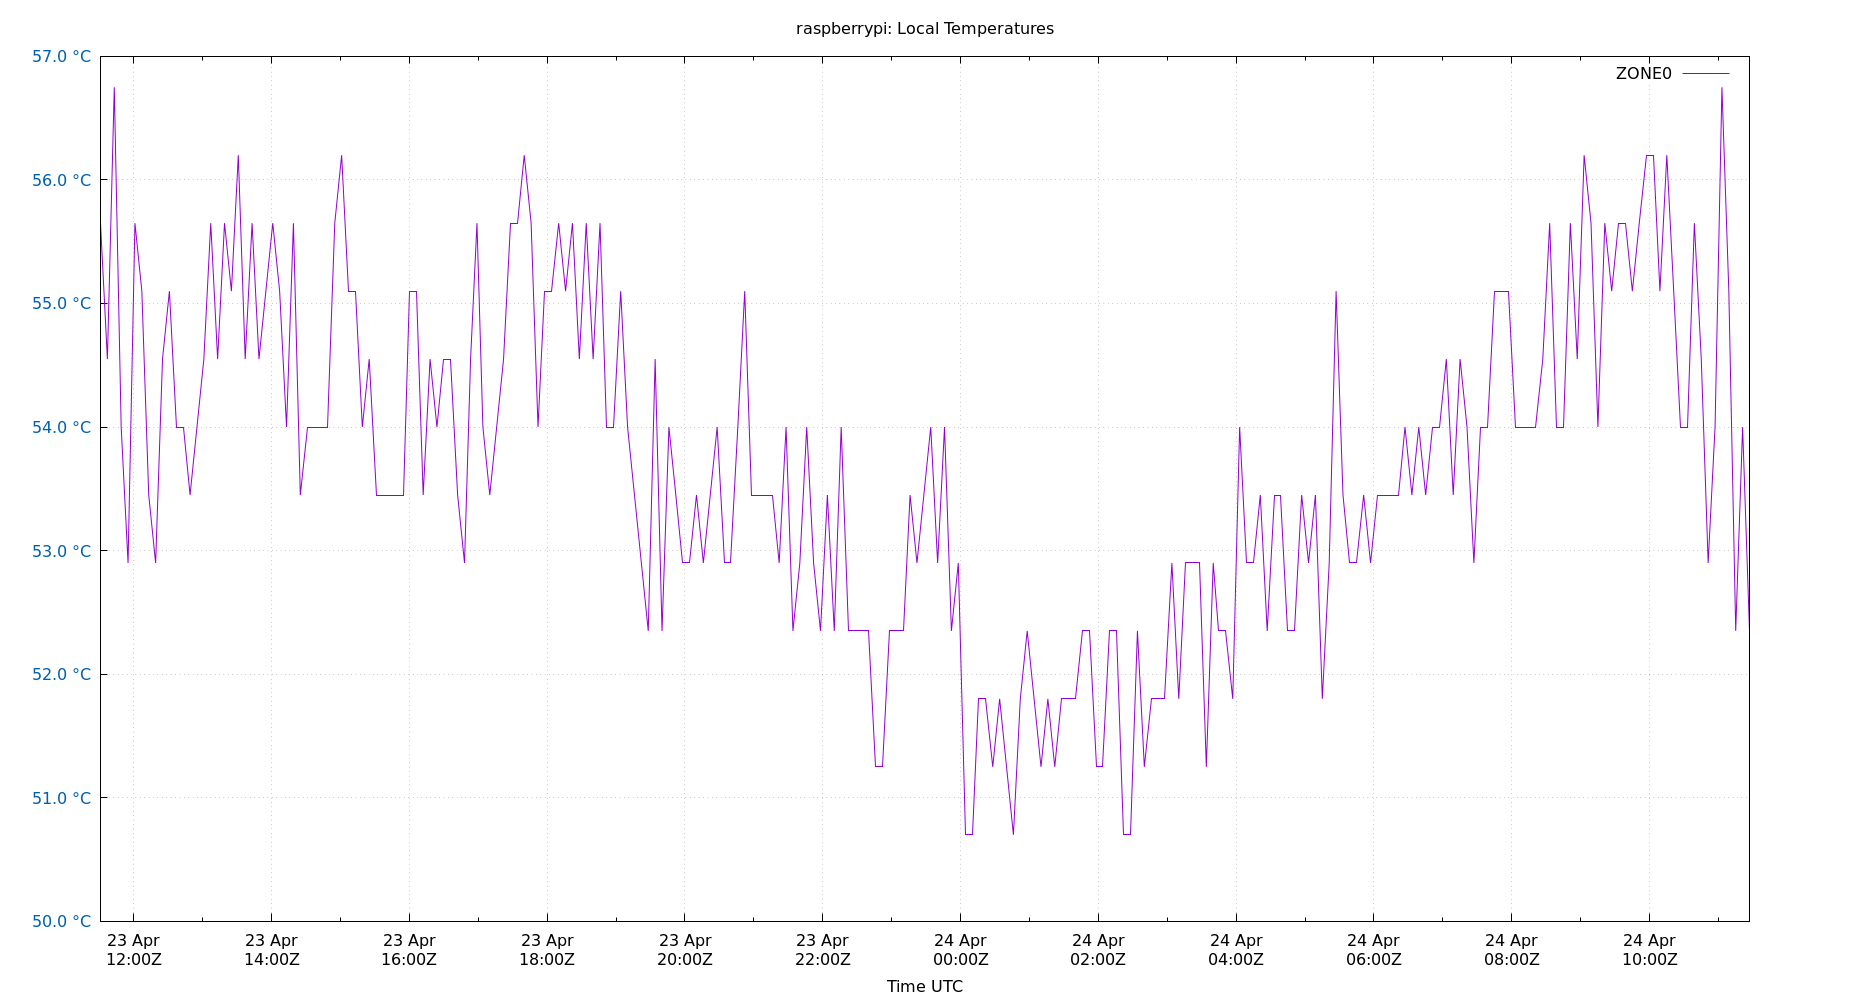 raspberrypi: Local Temperatures
57.0 °C
ZONE0
56.0 °C
55.0 °C
54.0 °C
53.0 °C
52.0 °C
51.0 °C
50.0 °C
23 Apr 23 Apr 23 Apr 23 Apr 23 Apr 23 Apr 24 Apr 24 Apr 24 Apr 24 Apr 24 Apr 24 Apr
12:00Z 14:00Z 16:00Z 18:00Z 20:00Z 22:00Z 00:00Z 02:00Z 04:00Z 06:00Z 08:00Z 10:00Z
Time UTC